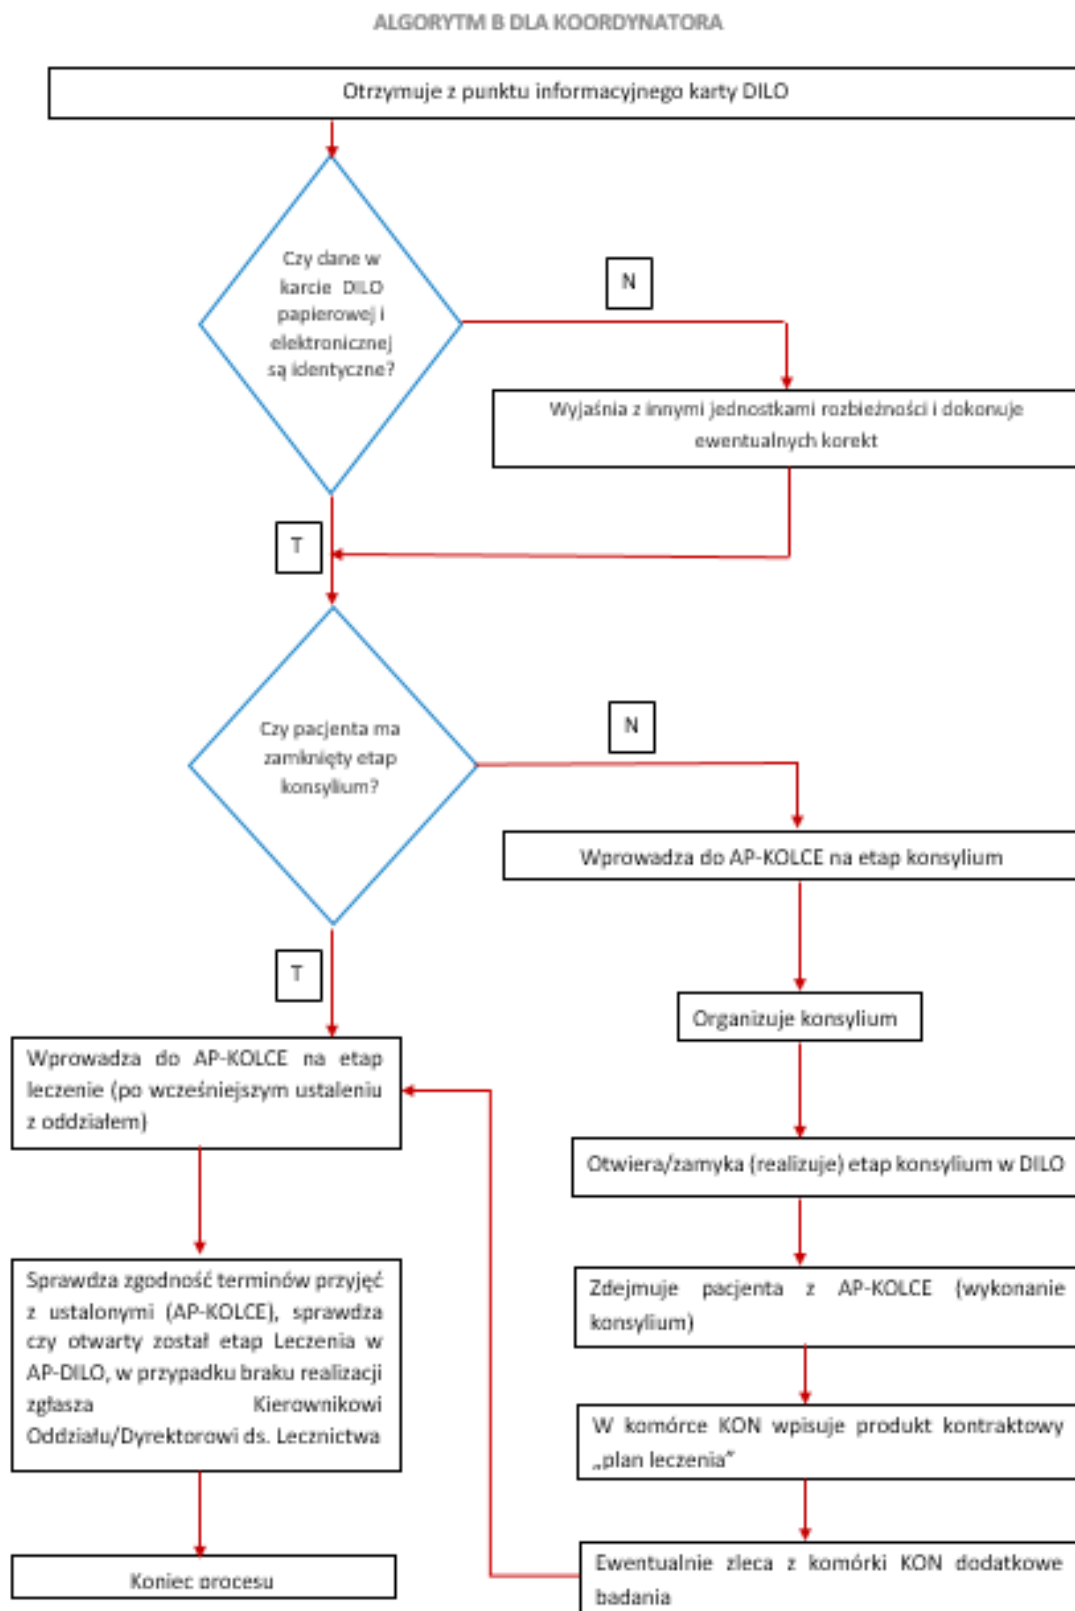 ALGORYTM B DLA KOORDYNATORA
Otrzymuje z punktu informacyjnego karty DILO
Czy dane w
karcie DILO
papierowej i
elektronicznej
są identyczne?
N
Wyjaśnia z innymi jednostkami rozbieżności i dokonuje
ewentualnych korekt
T
Czy pacjenta ma
zamknięty etap
konsylium?
N
Wprowadza do AP-KOLCE na etap konsylium
T
Organizuje konsylium
Wprowadza do AP-KOLCE na etap
leczenie (po wcześniejszym ustaleniu
z oddziałem)
Otwiera/zamyka (realizuje) etap konsylium w DILO
Sprawdza zgodność terminów przyjęć
z ustalonymi (AP-KOLCE), sprawdza
czy otwarty został etap Leczenia w
AP-DILO, w przypadku braku realizacji
zgłasza Kierownikowi
Oddziału/Dyrektorowi ds. Lecznictwa
Zdejmuje pacjenta z AP-KOLCE (wykonanie
konsylium)
W komórce KON wpisuje produkt kontraktowy
„plan leczenia"
Ewentualnie zleca z komórki KON dodatkowe
badania
Koniec procesu